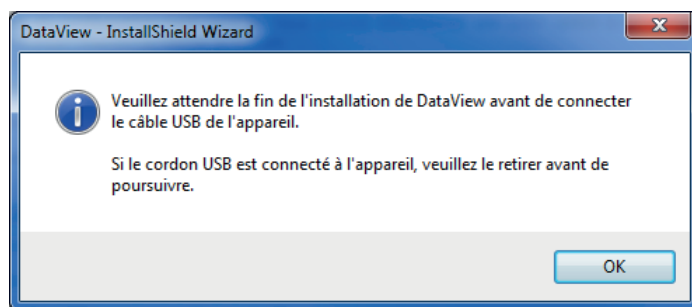 DataView - InstallShield Wizard
Veuillez attendre la fin de l'installation de DataView avant de connecter
le câble USB de l'appareil.
Si le cordon USB est connecté à l'appareil, veuillez le retirer avant de
poursuivre.
OK